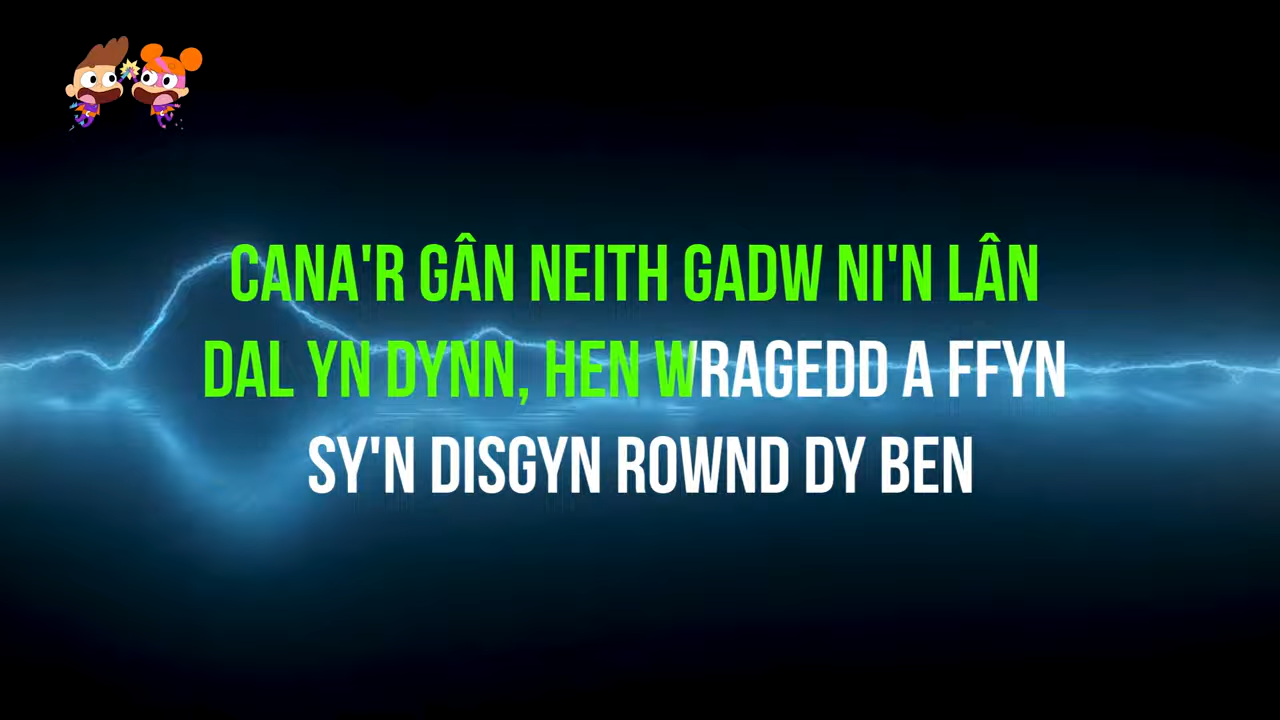 CANA'R GÂN NEITH GADW NI'N LÂN
DAL YN DYNN, HEN WRAGEDD A FFYN
SY'N DISGYN ROWND DY BEN